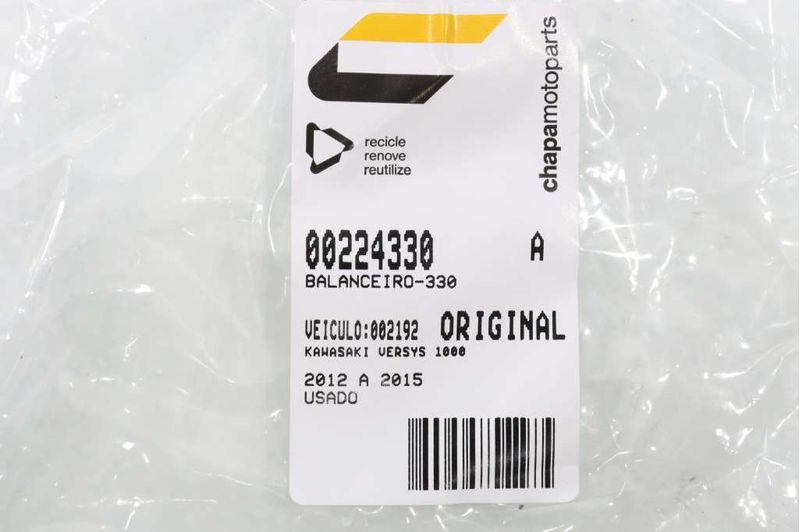 chapamotoparts
recicle
renove
reutilize
00224330 A
BALANCEIRO-330
VEICULO:002192 ORIGINAL
KAWASAKI VERSYS 1000
2012 A 2015
USADO